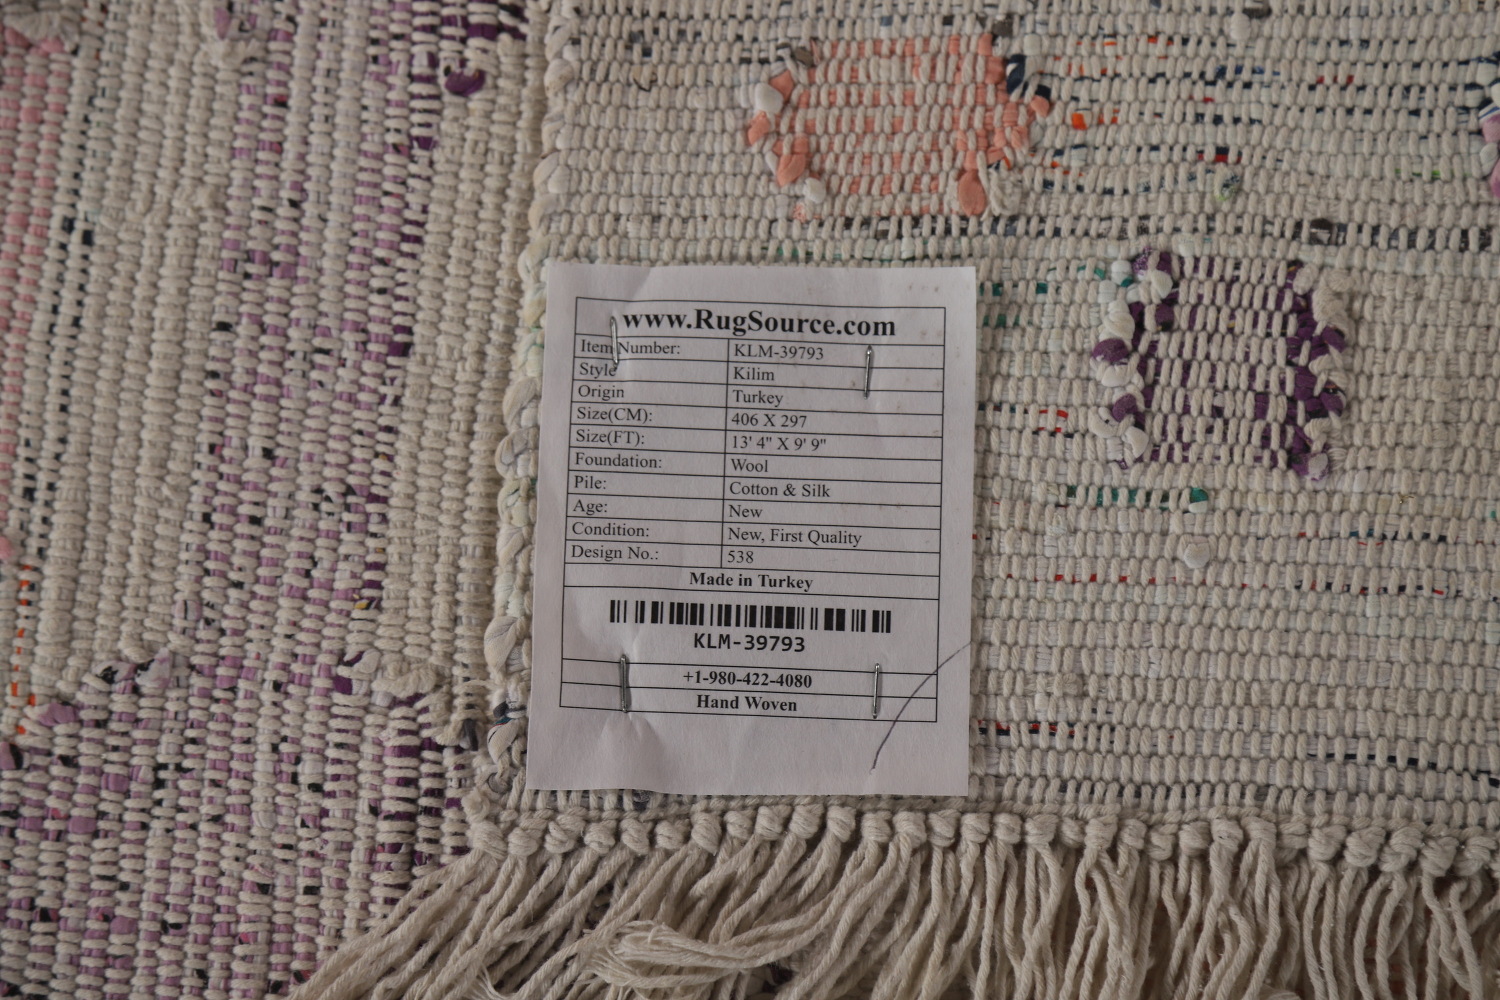 www.RugSource.com
Item Number: KLM-39793
Style Kilim
Origin Turkey
Size(CM): 406 X 297
Size(FT): 13' 4" X 9' 9"
Foundation: Wool
Pile: Cotton & Silk
Age: New
Condition: New, First Quality
Design No.: 538
Made in Turkey
KLM-39793
+1-980-422-4080
Hand Woven